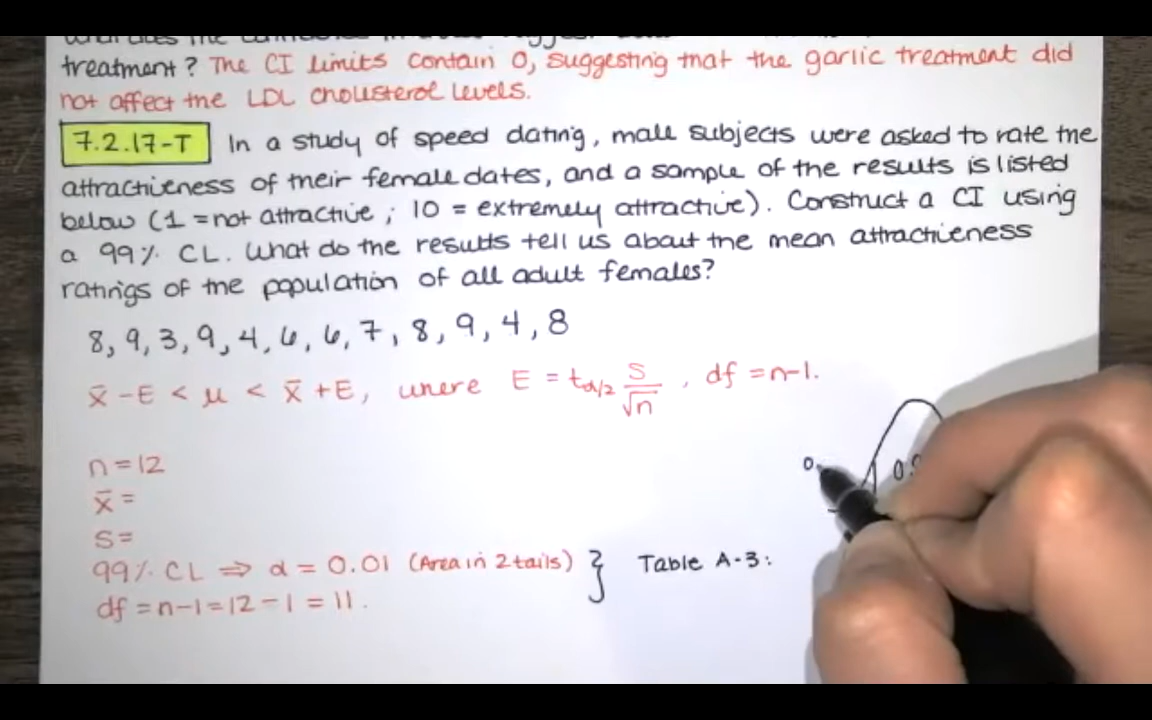 treatment? The CI limits contain 0, suggesting that the garlic treatment did
not affect the LDL cholusterol levels.
7.2.17-T In a study of speed dating, male subjects were asked to rate the
attractiveness of their female dates, and a sample of the results is listed
below (1 = not attractive ; 10 = extremely attractive). Construct a CI using
a 99% CL. What do the results tell us about the mean attractiveness
ratings of the population of all adult females?
8, 9, 3, 9, 4, 6, 6, 7, 8, 9, 4, 8
x̄ - E < μ < x̄ + E, where E = tα/2 s/√n , df = n-1.
n = 12
x̄ =
s =
99% CL ⇒ α = 0.01 (Area in 2 tails) } Table A-3:
df = n-1 = 12-1 = 11.